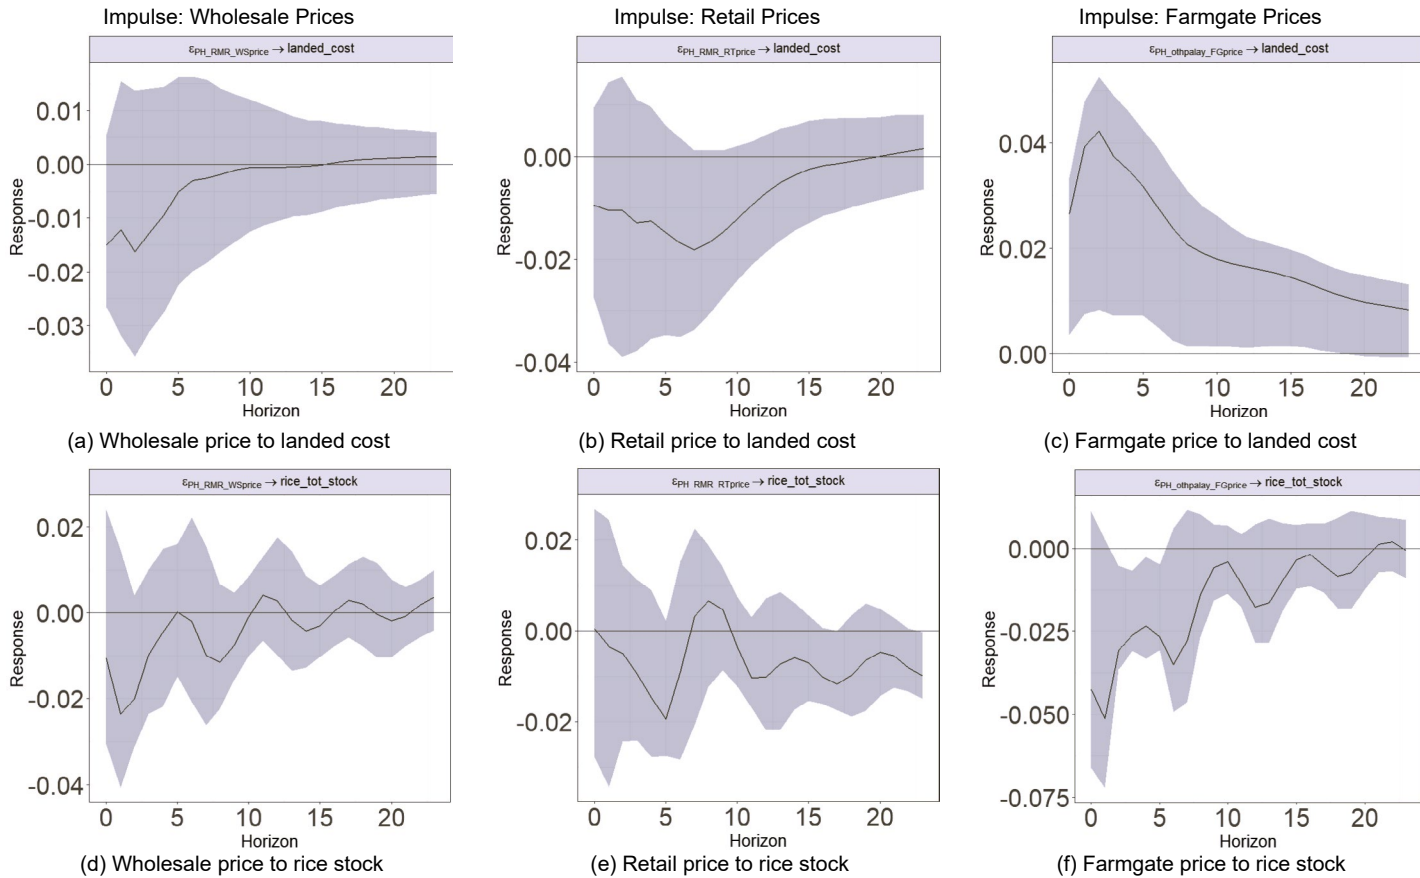 Impulse: Wholesale Prices
Impulse: Retail Prices
Impulse: Farmgate Prices
εPH_RMR_WSprice → landed_cost
εPH_RMR_RTprice → landed_cost
εPH_othpalay_FGprice → landed_cost
Response
0.01
0.00
-0.01
-0.02
-0.03
0 5 10 15 20
Horizon
Response
0.00
-0.02
-0.04
0 5 10 15 20
Horizon
Response
0.04
0.02
0.00
0 5 10 15 20
Horizon
(a) Wholesale price to landed cost
(b) Retail price to landed cost
(c) Farmgate price to landed cost
εPH_RMR_WSprice → rice_tot_stock
εPH_RMR_RTprice → rice_tot_stock
εPH_othpalay_FGprice → rice_tot_stock
Response
0.02
0.00
-0.02
-0.04
0 5 10 15 20
Horizon
Response
0.02
0.00
-0.02
0 5 10 15 20
Horizon
Response
0.000
-0.025
-0.050
-0.075
0 5 10 15 20
Horizon
(d) Wholesale price to rice stock
(e) Retail price to rice stock
(f) Farmgate price to rice stock